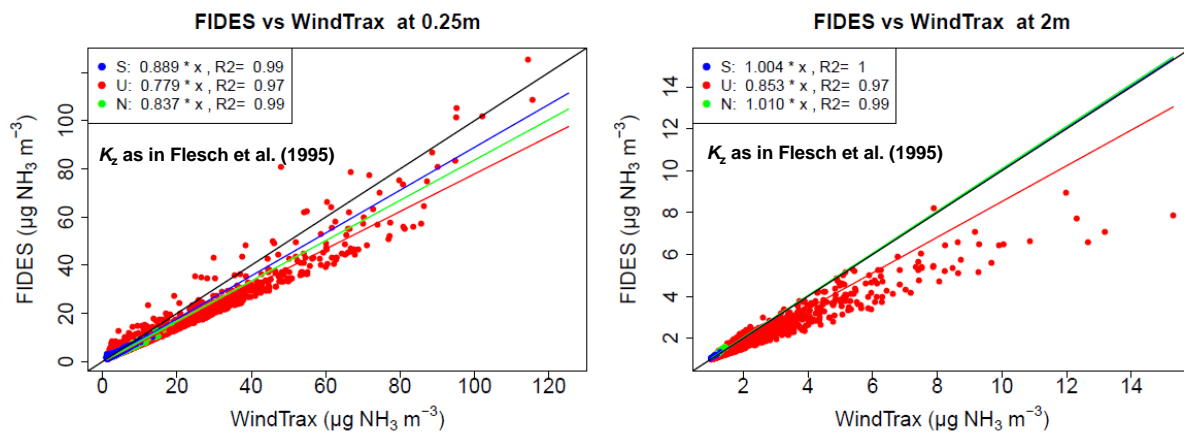 FIDES vs WindTrax at 0.25m
S: 0.889 * x , R2= 0.99
U: 0.779 * x , R2= 0.97
N: 0.837 * x , R2= 0.99
Kz as in Flesch et al. (1995)
FIDES (µg NH₃ m⁻³)
100
80
60
40
20
0
0 20 40 60 80 100 120
WindTrax (µg NH₃ m⁻³)
FIDES vs WindTrax at 2m
S: 1.004 * x , R2= 1
U: 0.853 * x , R2= 0.97
N: 1.010 * x , R2= 0.99
Kz as in Flesch et al. (1995)
FIDES (µg NH₃ m⁻³)
14
12
10
8
6
4
2
2 4 6 8 10 12 14
WindTrax (µg NH₃ m⁻³)